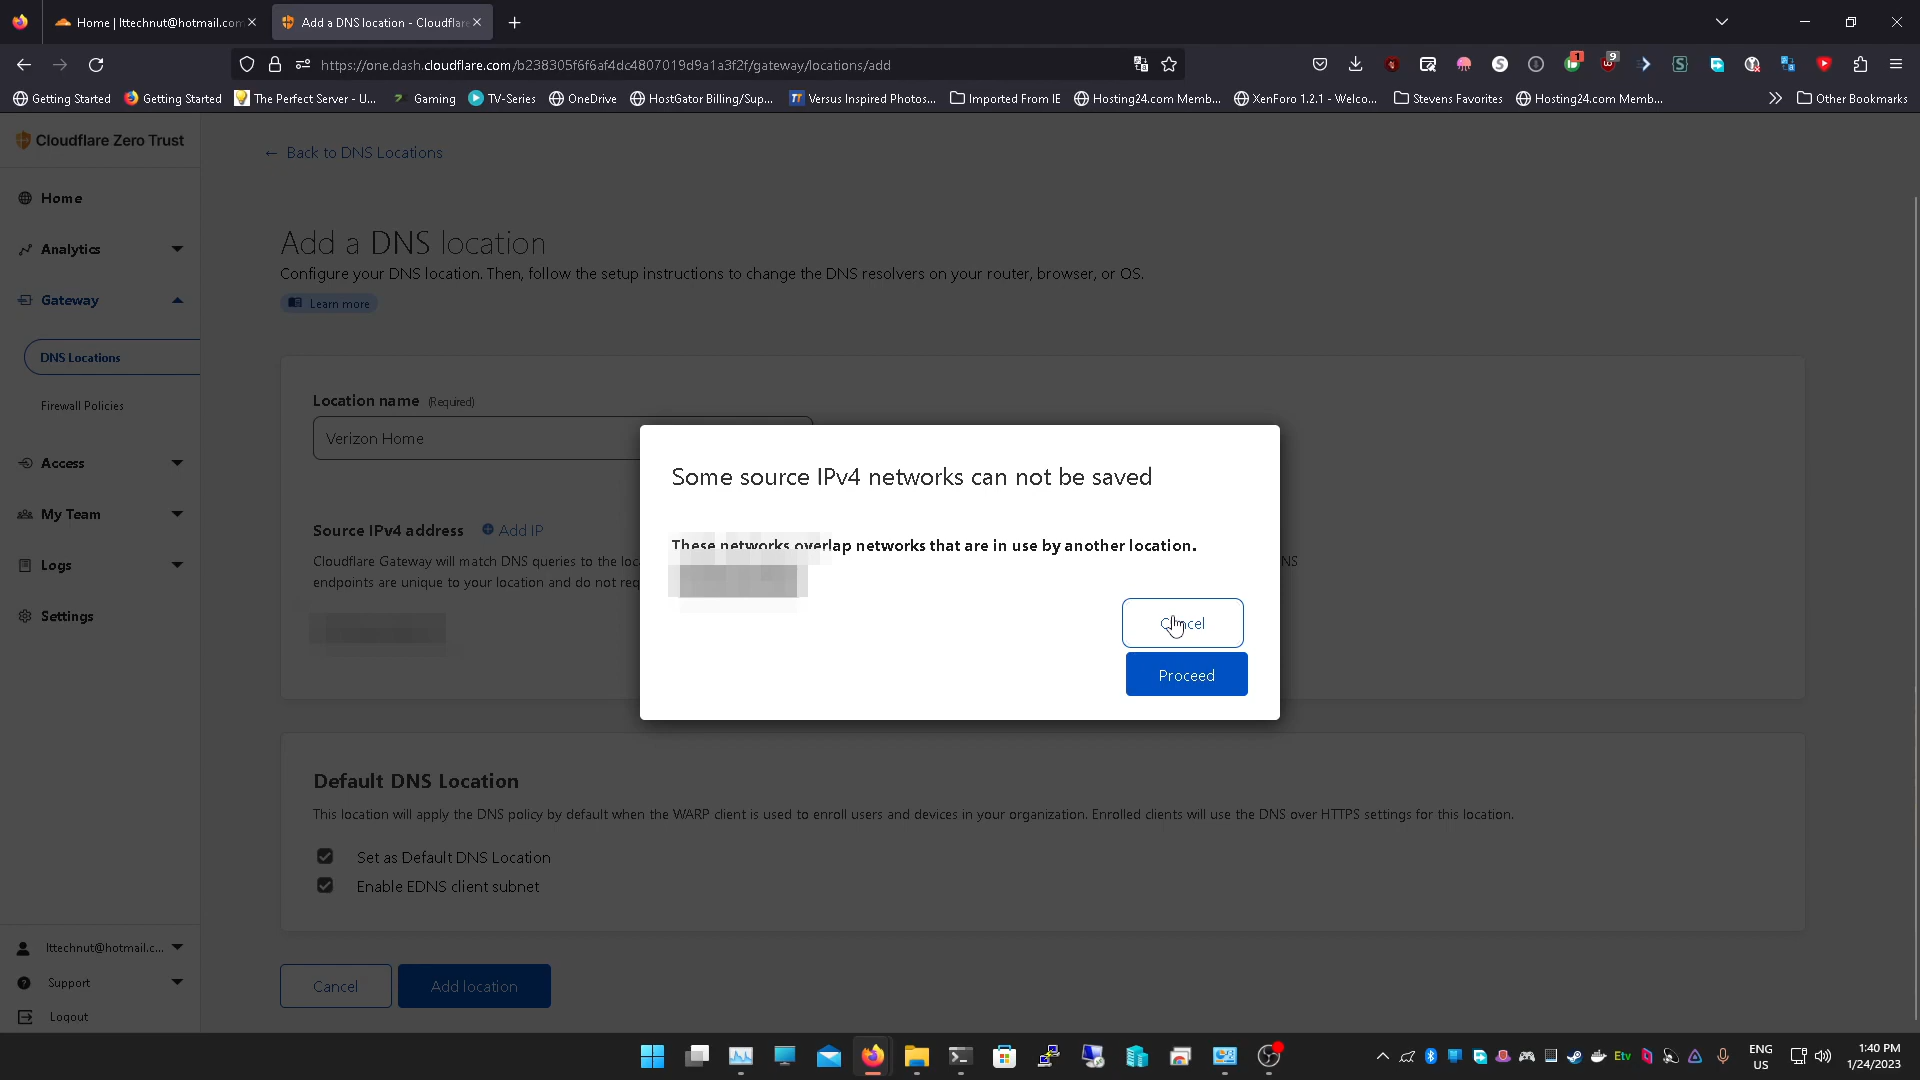 Home | lttechnut@hotmail.com
Add a DNS location - Cloudflare
https://one.dash.cloudflare.com/b238305f6f6af4dc4807019d9a1a3f2f/gateway/locations/add
1
9
Getting Started
Getting Started
The Perfect Server - U...
Gaming
TV-Series
OneDrive
HostGator Billing/Sup...
Versus Inspired Photos...
Imported From IE
Hosting24.com Memb...
XenForo 1.2.1 - Welco...
Stevens Favorites
Hosting24.com Memb...
Other Bookmarks
Cloudflare Zero Trust
Home
Analytics
Gateway
DNS Locations
Firewall Policies
Access
My Team
Logs
Settings
lttechnut@hotmail.c...
Support
Logout
← Back to DNS Locations
Add a DNS location
Configure your DNS location. Then, follow the setup instructions to change the DNS resolvers on your router, browser, or OS.
Learn more
Location name (Required)
Verizon Home
Source IPv4 address Add IP
Cloudflare Gateway will match DNS queries to the loc
NS
endpoints are unique to your location and do not req
Some source IPv4 networks can not be saved
These networks overlap networks that are in use by another location.
Cancel
Proceed
Default DNS Location
This location will apply the DNS policy by default when the WARP client is used to enroll users and devices in your organization. Enrolled clients will use the DNS over HTTPS settings for this location.
Set as Default DNS Location
Enable EDNS client subnet
Cancel
Add location
Etv
ENG
US
1:40 PM
1/24/2023